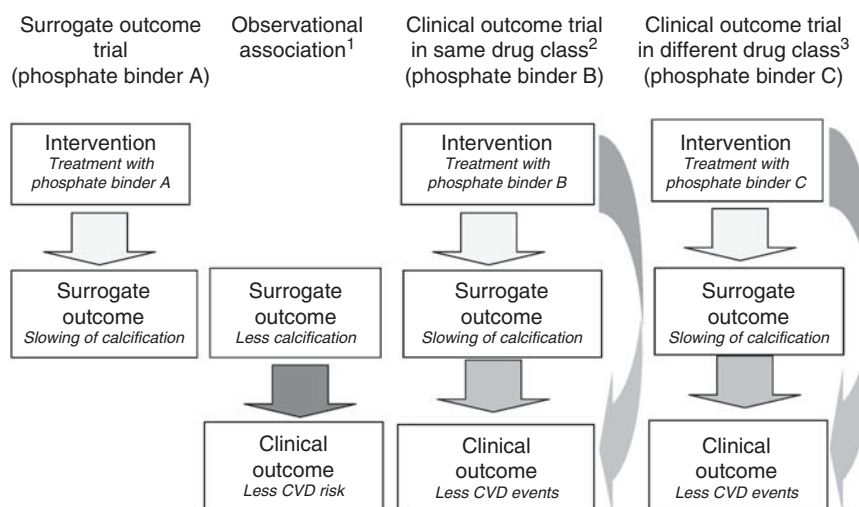 Surrogate outcome
trial
(phosphate binder A)
Observational
association1
Clinical outcome trial
in same drug class2
(phosphate binder B)
Clinical outcome trial
in different drug class3
(phosphate binder C)
Intervention
Treatment with
phosphate binder A
Intervention
Treatment with
phosphate binder B
Intervention
Treatment with
phosphate binder C
Surrogate
outcome
Slowing of calcification
Surrogate
outcome
Less calcification
Surrogate
outcome
Slowing of calcification
Surrogate
outcome
Slowing of calcification
Clinical
outcome
Less CVD risk
Clinical
outcome
Less CVD events
Clinical
outcome
Less CVD events